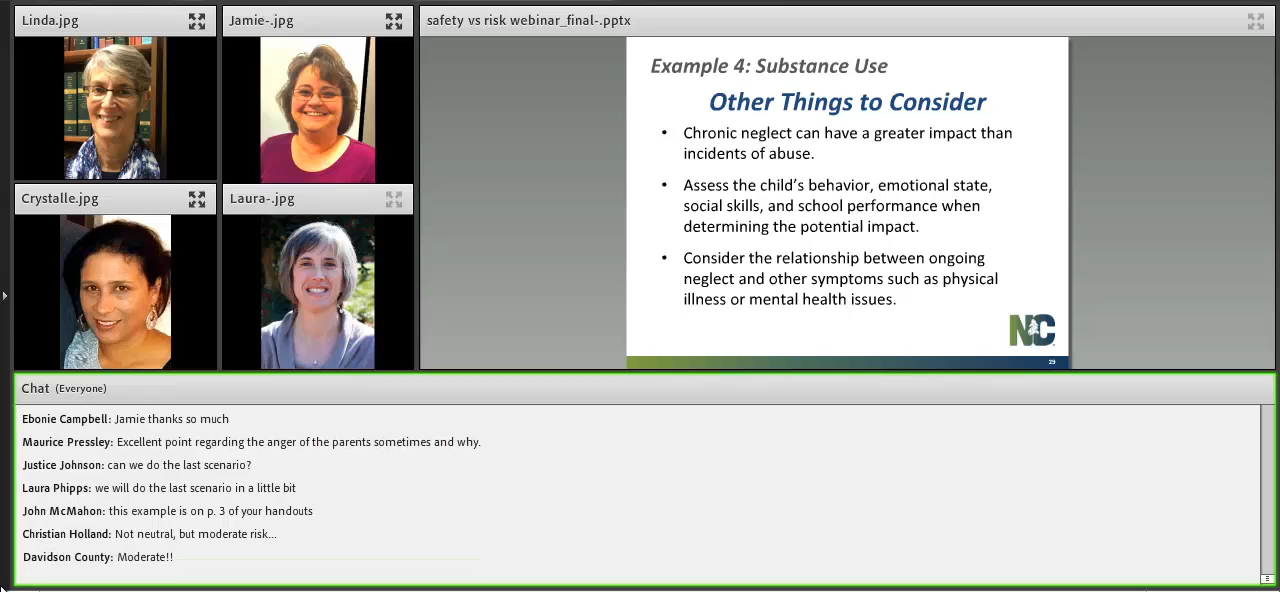 Linda.jpg
Jamie-.jpg
safety vs risk webinar_final-.pptx
Crystalle.jpg
Laura-.jpg
Example 4: Substance Use
Other Things to Consider
• Chronic neglect can have a greater impact than
incidents of abuse.
• Assess the child’s behavior, emotional state,
social skills, and school performance when
determining the potential impact.
• Consider the relationship between ongoing
neglect and other symptoms such as physical
illness or mental health issues.
NC
29
Chat (Everyone)
Ebonie Campbell: Jamie thanks so much
Maurice Pressley: Excellent point regarding the anger of the parents sometimes and why.
Justice Johnson: can we do the last scenario?
Laura Phipps: we will do the last scenario in a little bit
John McMahon: this example is on p. 3 of your handouts
Christian Holland: Not neutral, but moderate risk...
Davidson County: Moderate!!